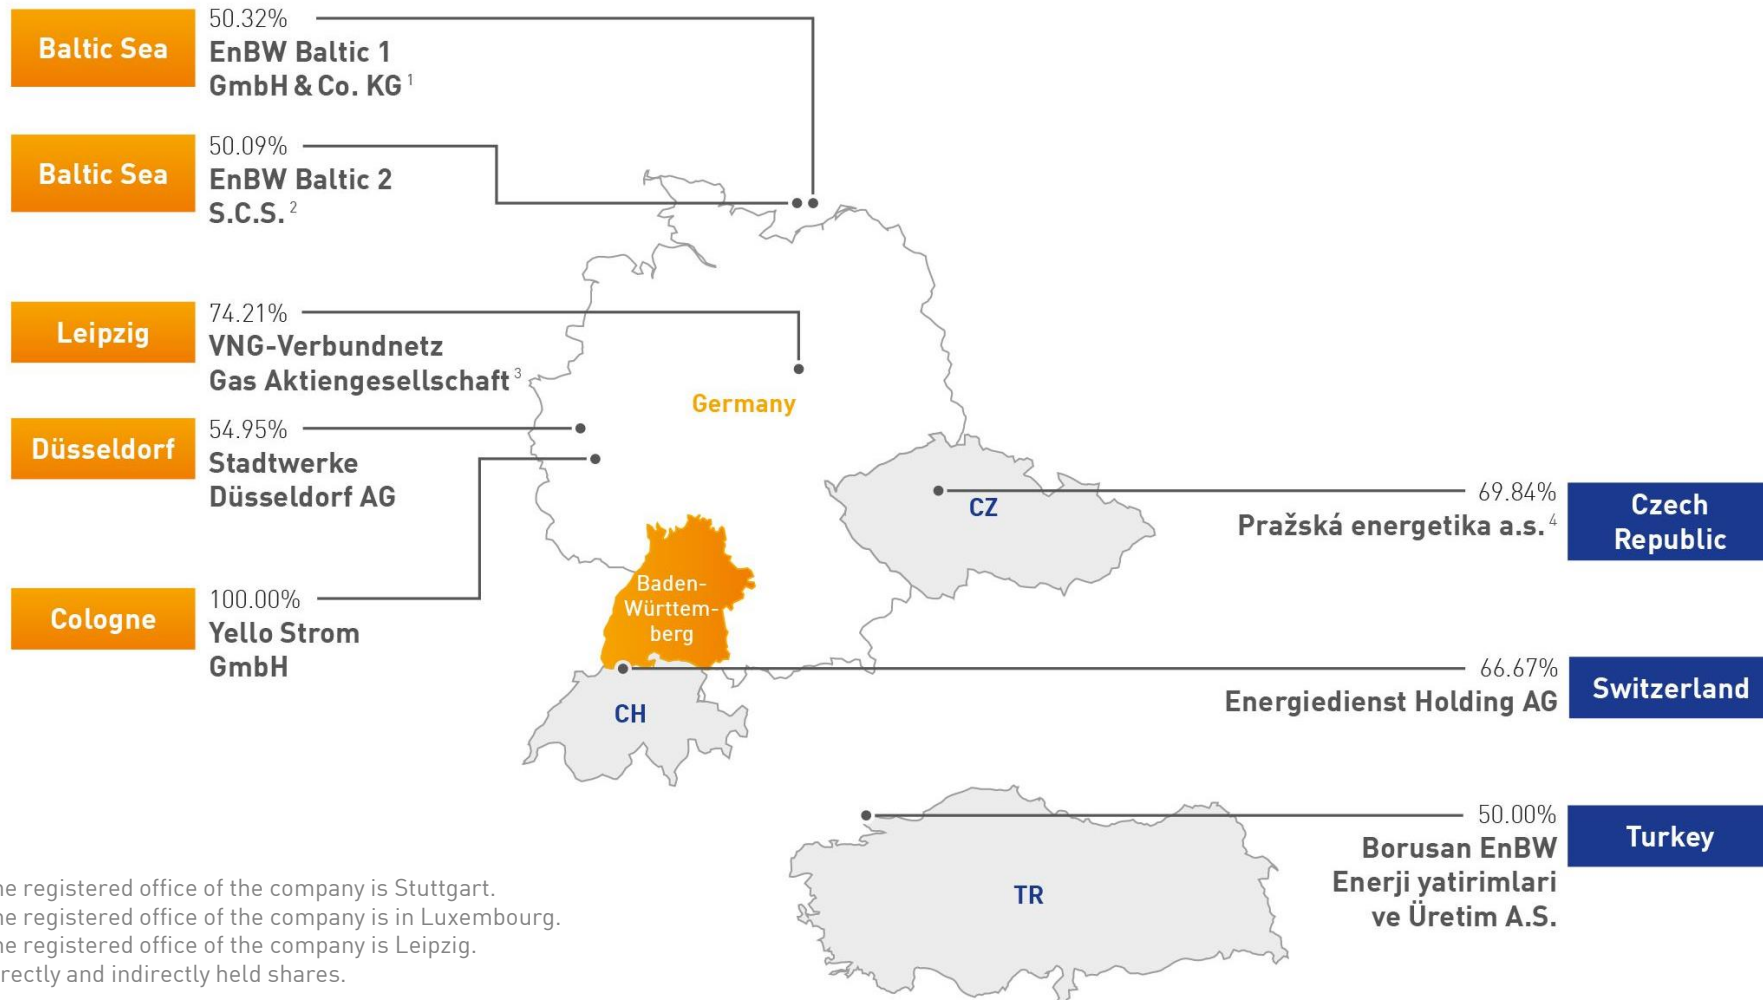 Baltic Sea
50.32%
EnBW Baltic 1
GmbH & Co. KG 1
Baltic Sea
50.09%
EnBW Baltic 2
S.C.S. 2
Leipzig
74.21%
VNG-Verbundnetz
Gas Aktiengesellschaft 3
Germany
Düsseldorf
54.95%
Stadtwerke
Düsseldorf AG
Cologne
100.00%
Yello Strom
GmbH
Baden-
Württem-
berg
CZ
69.84%
Pražská energetika a.s. 4
Czech
Republic
CH
66.67%
Energiedienst Holding AG
Switzerland
TR
50.00%
Borusan EnBW
Enerji yatirimlari
ve Üretim A.S.
Turkey
registered office of the company is Stuttgart.
registered office of the company is in Luxembourg.
registered office of the company is Leipzig.
and indirectly held shares.